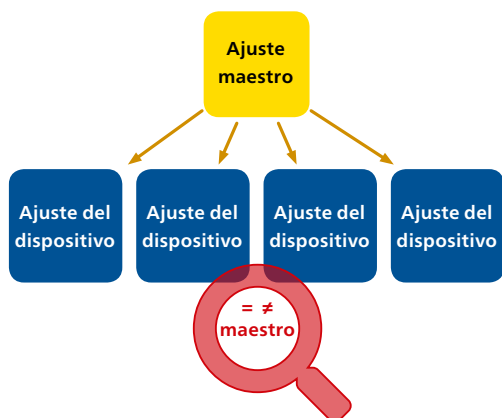 Ajuste
maestro
Ajuste del
dispositivo
Ajuste del
dispositivo
Ajuste del
dispositivo
Ajuste del
dispositivo
= ≠
maestro